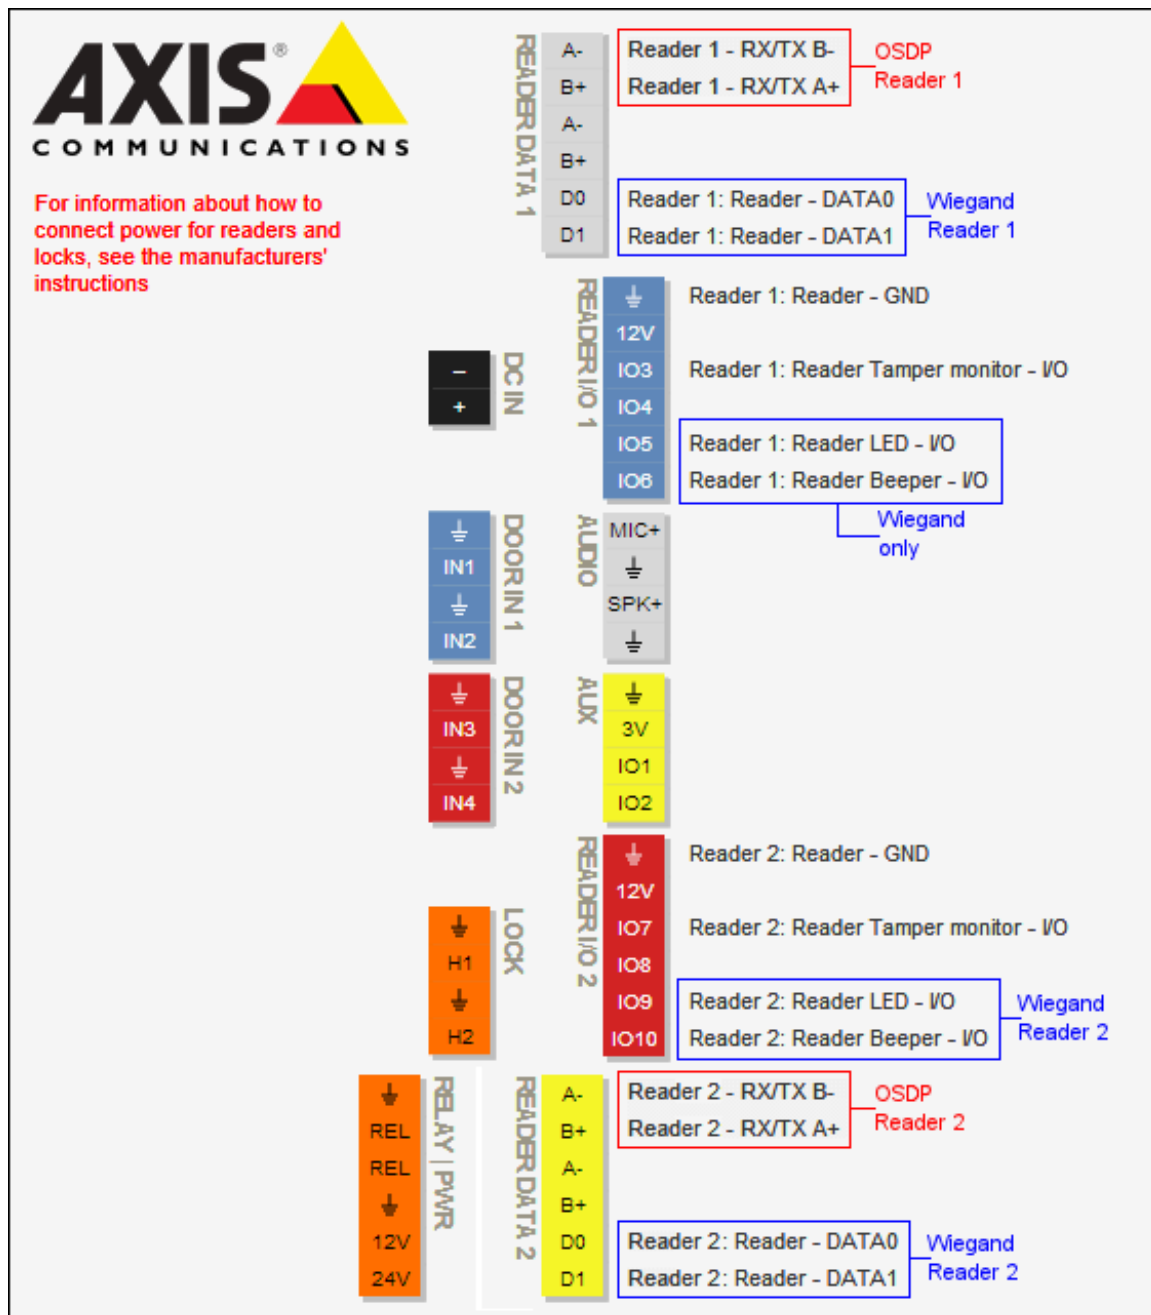 AXIS®
COMMUNICATIONS
For information about how to
connect power for readers and
locks, see the manufacturers'
instructions
READER DATA 1
A-
Reader 1 - RX/TX B-
B+
Reader 1 - RX/TX A+
OSDP
Reader 1
A-
B+
D0
Reader 1: Reader - DATA0
D1
Reader 1: Reader - DATA1
Wiegand
Reader 1
READER I/O 1
Reader 1: Reader - GND
12V
IO3
Reader 1: Reader Tamper monitor - I/O
IO4
IO5
Reader 1: Reader LED - I/O
IO6
Reader 1: Reader Beeper - I/O
Wiegand
only
DC IN
–
+
DOOR IN 1
IN1
IN2
AUDIO
MIC+
SPK+
DOOR IN 2
IN3
IN4
AUX
3V
IO1
IO2
READER I/O 2
Reader 2: Reader - GND
12V
IO7
Reader 2: Reader Tamper monitor - I/O
IO8
IO9
Reader 2: Reader LED - I/O
IO10
Reader 2: Reader Beeper - I/O
Wiegand
Reader 2
LOCK
H1
H2
RELAY | PWR
REL
REL
12V
24V
READER DATA 2
A-
Reader 2 - RX/TX B-
B+
Reader 2 - RX/TX A+
OSDP
Reader 2
A-
B+
D0
Reader 2: Reader - DATA0
D1
Reader 2: Reader - DATA1
Wiegand
Reader 2